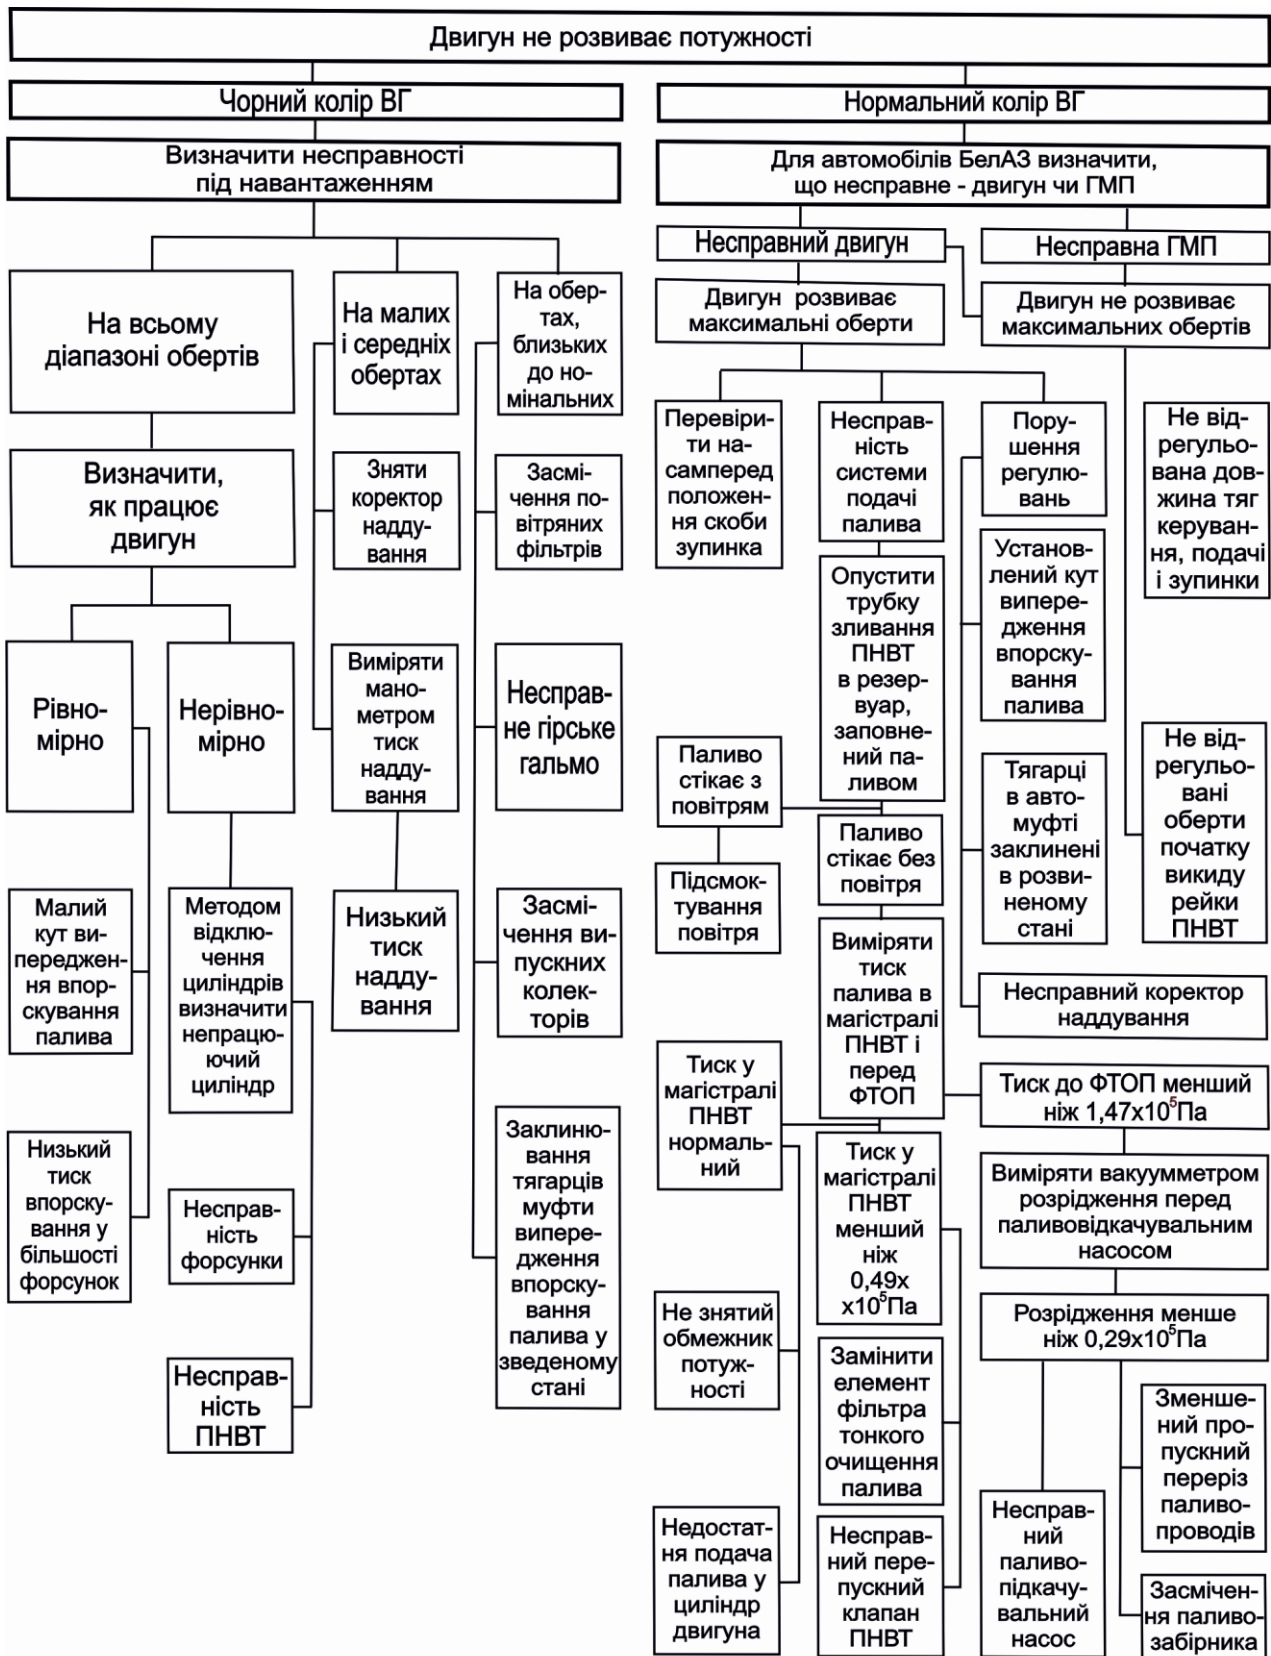 Двигун не розвиває потужності
Чорний колір ВГ
Визначити несправності
під навантаженням
На всьому
діапазоні обертів
На малих
і середніх
обертах
На обер-
тах,
близьких
до но-
мінальних
Визначити,
як працює
двигун
Зняти
коректор
надду-
вання
Засмі-
чення по-
вітряних
фільтрів
Рівно-
мірно
Нерівно-
мірно
Виміряти
мано-
метром
тиск
надду-
вання
Несправ-
не гірське
гальмо
Малий
кут ви-
переджен-
ня впор-
скування
палива
Методом
відклю-
чення
циліндрів
визначити
непрацю-
ючий
циліндр
Низький
тиск
надду-
вання
Засмі-
чення ви-
пускних
колек-
торів
Низький
тиск
впорску-
вання у
більшості
форсунок
Несправ-
ність
форсунки
Заклиню-
вання
тягарців
муфти
випере-
дження
впорску-
вання
палива у
зведеному
стані
Несправ-
ність
ПНВТ
Нормальний колір ВГ
Для автомобілів БелАЗ визначити,
що несправне - двигун чи ГМП
Несправний двигун
Несправна ГМП
Двигун розвиває
максимальні оберти
Двигун не розвиває
максимальних обертів
Перевіри-
ти на-
самперед
положен-
ня скоби
зупинка
Несправ-
ність
системи
подачі
палива
Пору-
шення
регулю-
вань
Не від-
регульо-
вана дов-
жина тяг
керуван-
ня, подачі
і зупинки
Опустити
трубку
зливання
ПНВТ
в резер-
вуар,
заповне-
ний па-
ливом
Установ-
лений кут
випере-
дження
впорску-
вання
палива
Паливо
стікає з
повітрям
Тягарці
в авто-
муфті
заклинені
в розви-
неному
стані
Не від-
регульо-
вані
оберти
початку
викиду
рейки
ПНВТ
Паливо
стікає без
повітря
Підсмок-
тування
повітря
Виміряти
тиск
палива в
магістралі
ПНВТ і
перед
ФТОП
Несправний коректор
наддування
Тиск у
магістралі
ПНВТ
нормаль-
ний
Тиск до ФТОП менший
ніж 1,47х10⁵Па
Тиск у
магістралі
ПНВТ
менший
ніж
0,49х
х10⁵Па
Виміряти вакуумметром
розрідження перед
паливовідкачувальним
насосом
Не знятий
обмежник
потуж-
ності
Розрідження менше
ніж 0,29х10⁵Па
Замінити
елемент
фільтра
тонкого
очищення
палива
Зменше-
ний про-
пускний
переріз
паливо-
проводів
Недостат-
ня подача
палива у
циліндр
двигуна
Несправ-
ний пере-
пускний
клапан
ПНВТ
Несправ-
ний
паливо-
підкачу-
вальний
насос
Засмічен-
ня паливо-
забірника